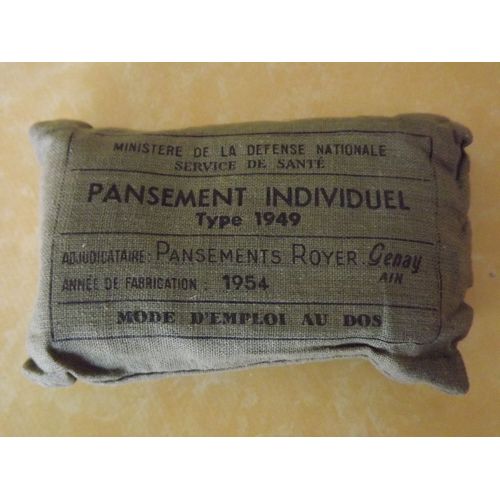 MINISTERE DE LA DEFENSE NATIONALE
SERVICE DE SANTÉ
PANSEMENT INDIVIDUEL
Type 1949
ADJUDICATAIRE: PANSEMENTS ROYER Genay
AIN
ANNÉE DE FABRICATION : 1954
MODE D'EMPLOI AU DOS